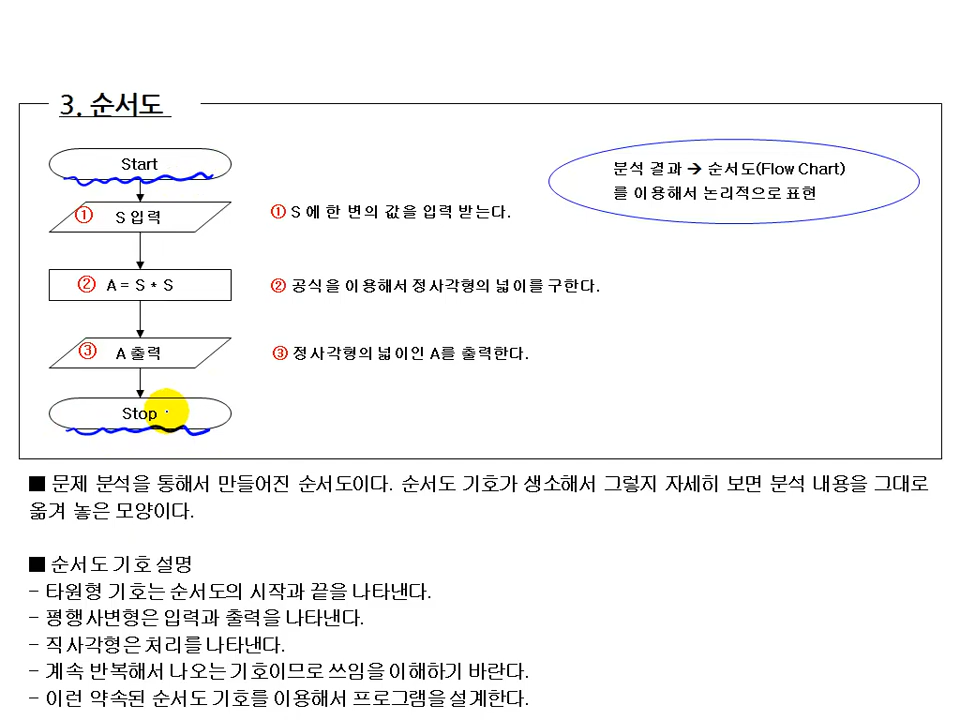 3. 순서도
Start
① S 입력
② A = S * S
③ A 출력
Stop
① S 에 한 변의 값을 입력 받는다.
② 공식을 이용해서 정사각형의 넓이를 구한다.
③ 정사각형의 넓이인 A를 출력한다.
분석 결과 → 순서도(Flow Chart)
를 이용해서 논리적으로 표현
■ 문제 분석을 통해서 만들어진 순서도이다. 순서도 기호가 생소해서 그렇지 자세히 보면 분석 내용을 그대로
옮겨 놓은 모양이다.
■ 순서도 기호 설명
- 타원형 기호는 순서도의 시작과 끝을 나타낸다.
- 평행사변형은 입력과 출력을 나타낸다.
- 직사각형은 처리를 나타낸다.
- 계속 반복해서 나오는 기호이므로 쓰임을 이해하기 바란다.
- 이런 약속된 순서도 기호를 이용해서 프로그램을 설계한다.